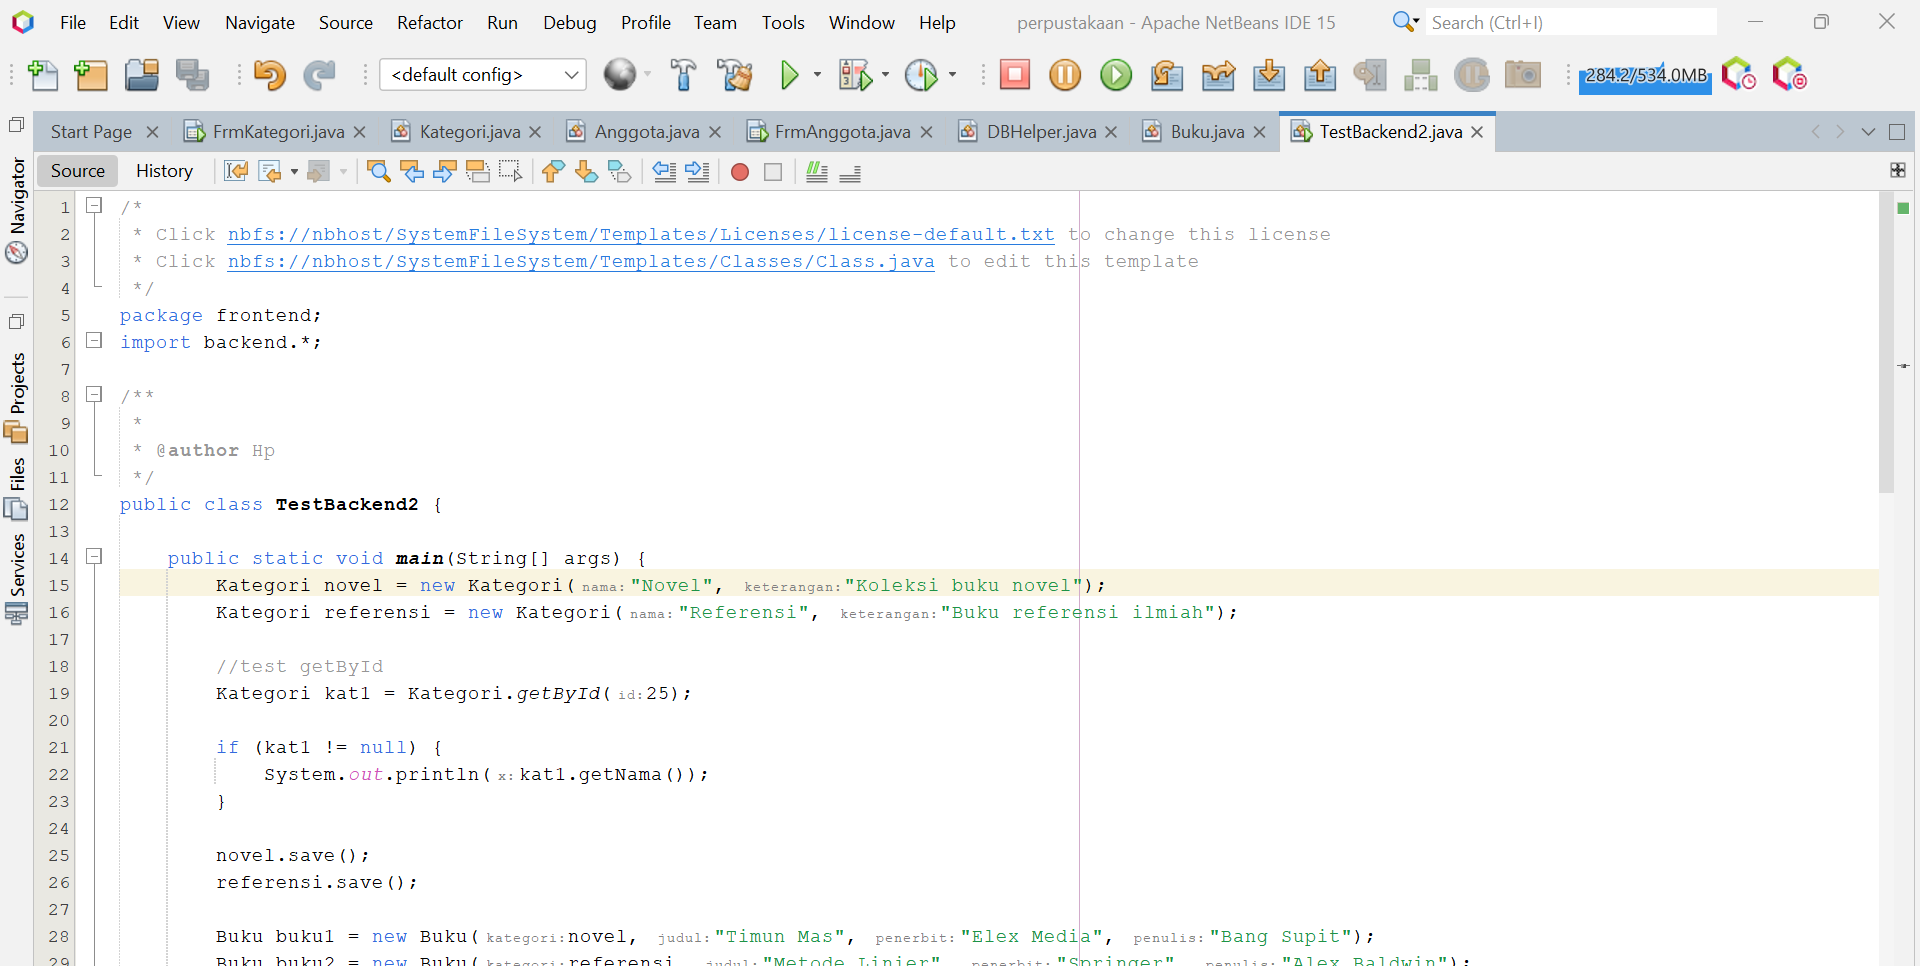 File Edit View Navigate Source Refactor Run Debug Profile Team Tools Window Help perpustakaan - Apache NetBeans IDE 15 Search (Ctrl+I)
<default config> 284.2/534.0MB
Start Page FrmKategori.java Kategori.java Anggota.java FrmAnggota.java DBHelper.java Buku.java TestBackend2.java
Source History
Navigator
Projects
Files
Services
1 /*
2 * Click nbfs://nbhost/SystemFileSystem/Templates/Licenses/license-default.txt to change this license
3 * Click nbfs://nbhost/SystemFileSystem/Templates/Classes/Class.java to edit this template
4 */
5 package frontend;
6 import backend.*;
7
8 /**
9 *
10 * @author Hp
11 */
12 public class TestBackend2 {
13
14 public static void main(String[] args) {
15 Kategori novel = new Kategori( nama: "Novel", keterangan: "Koleksi buku novel");
16 Kategori referensi = new Kategori( nama: "Referensi", keterangan: "Buku referensi ilmiah");
17
18 //test getById
19 Kategori kat1 = Kategori.getById( id: 25);
20
21 if (kat1 != null) {
22 System.out.println( x: kat1.getNama());
23 }
24
25 novel.save();
26 referensi.save();
27
28 Buku buku1 = new Buku( kategori: novel, judul: "Timun Mas", penerbit: "Elex Media", penulis: "Bang Supit");
29 Buku buku2 = new Buku( kategori: referensi, judul: "Metode Linier", penerbit: "Springer", penulis: "Alex Baldwin");